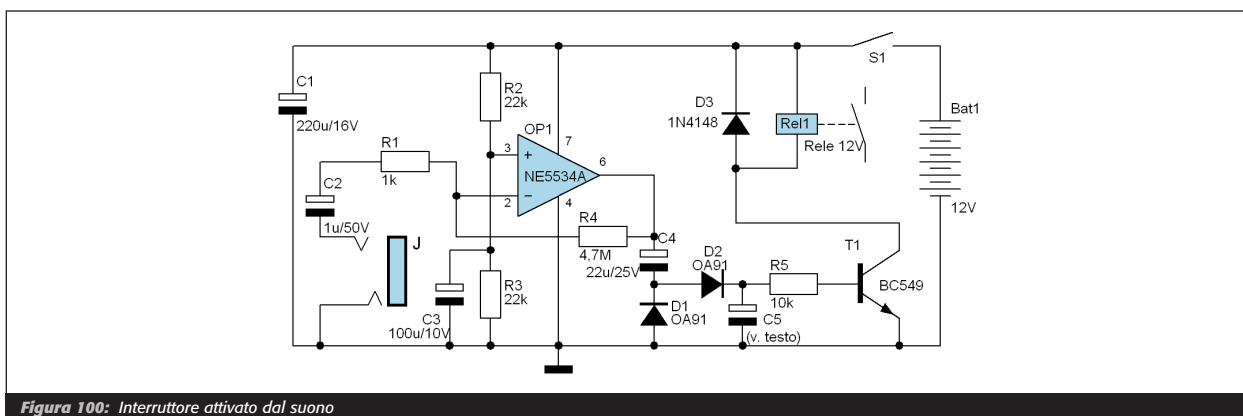 C1
220u/16V
R2
22k
OP1
3
+
7
6
NE5534A
−
2
4
R1
1k
C2
1u/50V
J
R4
4,7M
C4
22u/25V
C3
100u/10V
R3
22k
D1
OA91
D2
OA91
R5
10k
C5
(v. testo)
D3
1N4148
Rel1
Rele 12V
S1
Bat1
12V
T1
BC549
Figura 100: Interruttore attivato dal suono